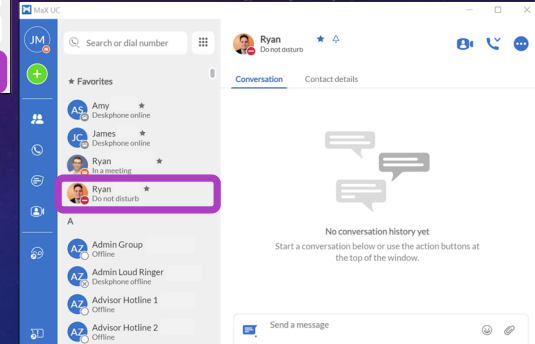 MaX UC
JM
Search or dial number
Ryan
Do not disturb
Conversation
Contact details
Favorites
AS
Amy
Deskphone online
JC
James
Deskphone online
Ryan
In a meeting
Ryan
Do not disturb
A
AZ
Admin Group
Offline
AZ
Admin Loud Ringer
Deskphone offline
AZ
Advisor Hotline 1
Offline
AZ
Advisor Hotline 2
Offline
No conversation history yet
Start a conversation below or use the action buttons at
the top of the window.
Send a message